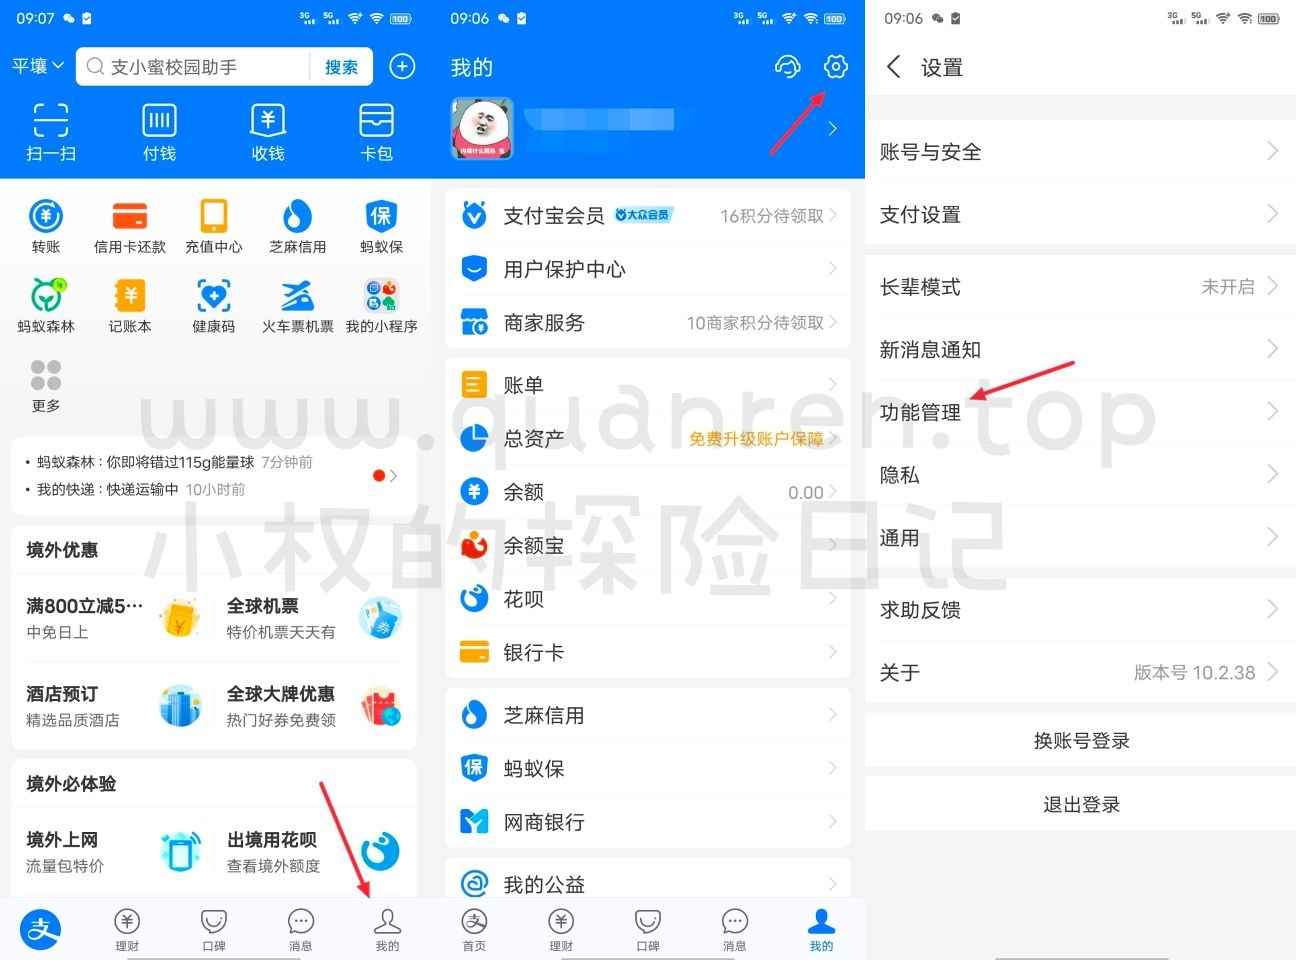 09:07
3G 5G 100
平壤
支小蜜校园助手
搜索
扫一扫
付钱
收钱
卡包
转账
信用卡还款
充值中心
芝麻信用
蚂蚁保
蚂蚁森林
记账本
健康码
火车票机票
我的小程序
更多
• 蚂蚁森林：你即将错过115g能量球 7分钟前
• 我的快递：快递运输中 10小时前
境外优惠
满800立减5…
中免日上
全球机票
特价机票天天有
酒店预订
精选品质酒店
全球大牌优惠
热门好券免费领
境外必体验
境外上网
流量包特价
出境用花呗
查看境外额度
理财
口碑
消息
我的
09:06
3G 5G 100
我的
支付宝会员
大众会员
16积分待领取
用户保护中心
商家服务
10商家积分待领取
账单
总资产
免费升级账户保障
余额
0.00
余额宝
花呗
银行卡
芝麻信用
蚂蚁保
网商银行
我的公益
首页
理财
口碑
消息
我的
09:06
3G 5G 100
设置
账号与安全
支付设置
长辈模式
未开启
新消息通知
功能管理
隐私
通用
求助反馈
关于
版本号 10.2.38
换账号登录
退出登录
www.quanren.top
小权的探险日记